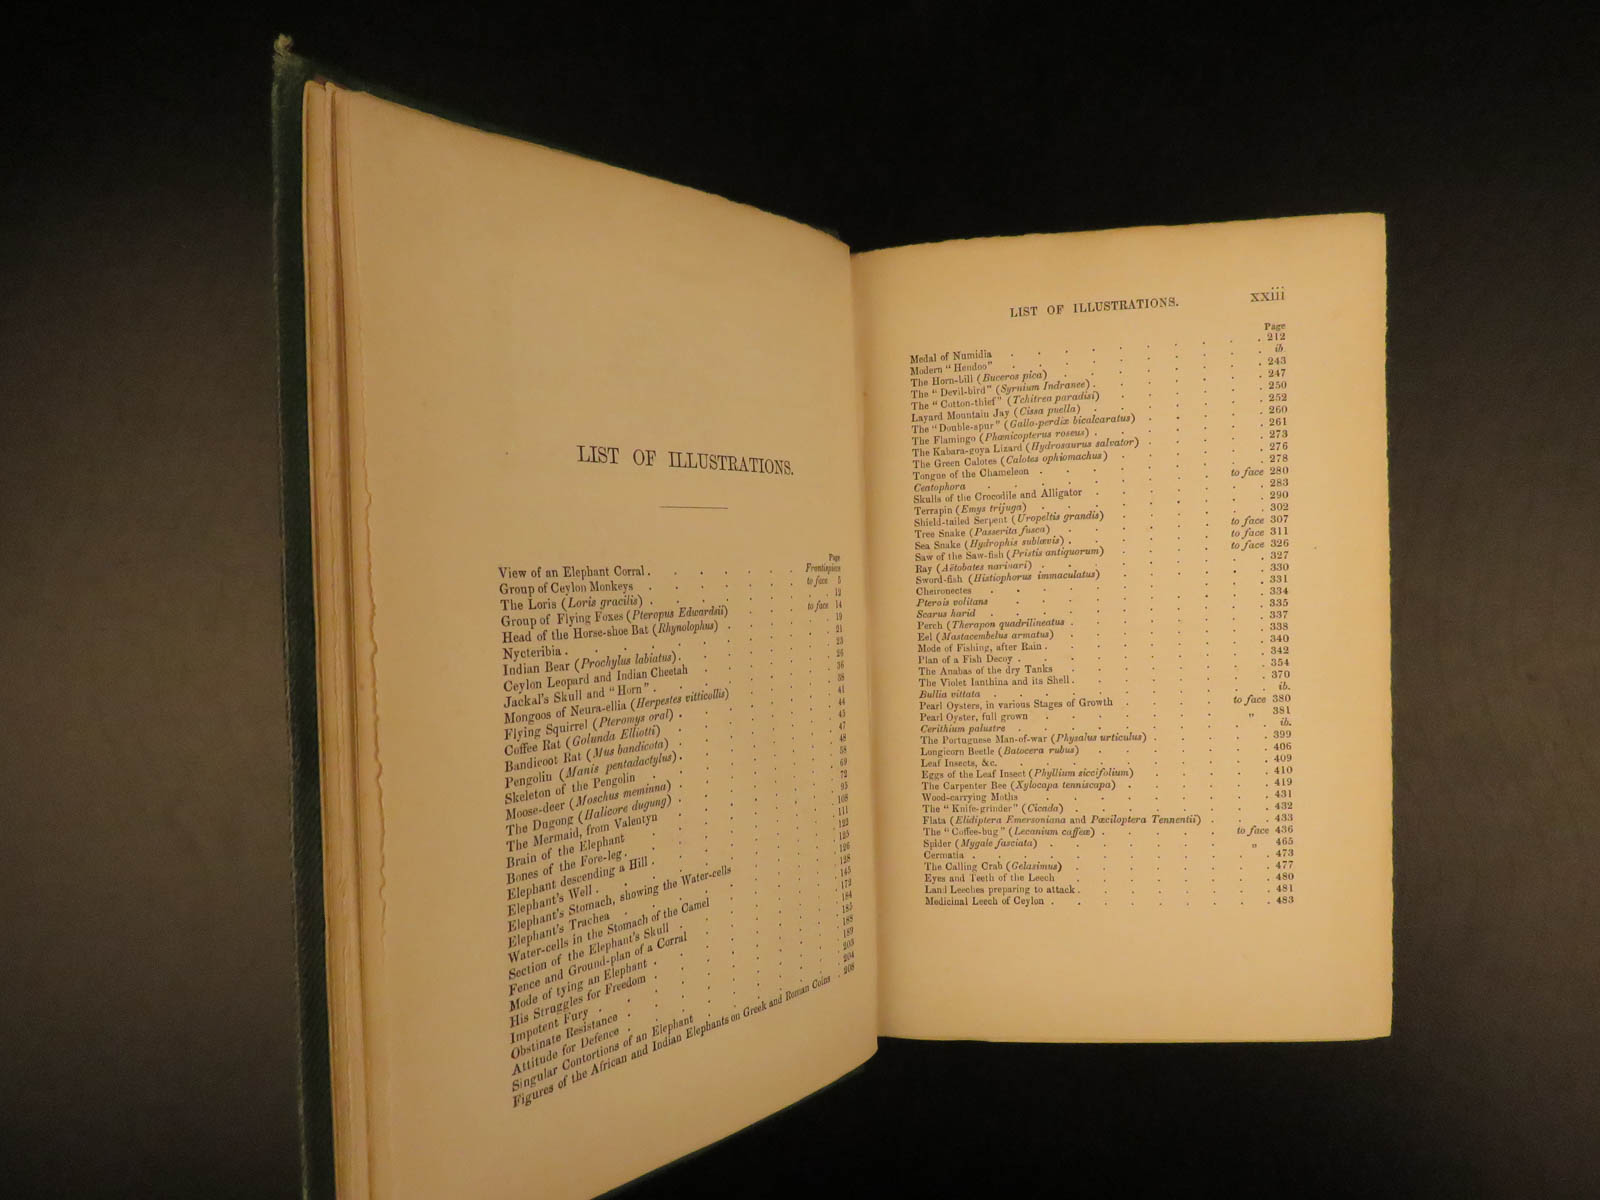 LIST OF ILLUSTRATIONS.
Page
View of an Elephant Corral . Frontispiece
Group of Ceylon Monkeys . to face 5
The Loris (Loris gracilis) . 12
Group of Flying Foxes (Pteropus Edwardsii) to face 14
Head of the Horse-shoe Bat (Rhynolophus) . 19
Nycteribia . 21
Indian Bear (Prochylus labiatus) . 23
Ceylon Leopard and Indian Cheetah . 26
Jackal's Skull and "Horn" . 36
Mongoos of Neura-ellia (Herpestes vitticollis) . 38
Flying Squirrel (Pteromys oral) . 41
Coffee Rat (Golunda Elliotti) . 44
Bandicoot Rat (Mus bandicota) . 45
Pengolin (Manis pentadactylus) . 47
Skeleton of the Pengolin . 48
Moose-deer (Moschus meminna) . 58
The Dugong (Halicore dugung) . 69
The Mermaid, from Valentyn . 72
Brain of the Elephant . 95
Bones of the Fore-leg . 108
Elephant descending a Hill . 111
Elephant's Well . 122
Elephant's Stomach, showing the Water-cells . 125
Elephant's Trachea . 126
Water-cells in the Stomach of the Camel . 128
Section of the Elephant's Skull . 145
Fence and Ground-plan of a Corral . 172
Mode of tying an Elephant . 184
His Struggles for Freedom . 185
Impotent Fury . 188
Obstinate Resistance . 189
Attitude for Defence . 203
Singular Contortions of an Elephant . 204
Figures of the African and Indian Elephants on Greek and Roman Coins . 208
LIST OF ILLUSTRATIONS. xxiii
Page
Medal of Numidia . 212
Modern "Hendoo" . ib.
The Horn-bill (Buceros pica) . 243
The "Devil-bird" (Syrnium Indranee) . 247
The "Cotton-thief" (Tchitrea paradisi) . 250
Layard Mountain Jay (Cissa puella) . 252
The "Double-spur" (Gallo-perdix bicalcaratus) . 260
The Flamingo (Phœnicopterus roseus) . 261
The Kabara-goya Lizard (Hydrosaurus salvator) . 273
The Green Calotes (Calotes ophiomachus) . 276
Tongue of the Chameleon . 278
Ceatophora . to face 280
Skulls of the Crocodile and Alligator . 283
Terrapin (Emys trijuga) . 290
Shield-tailed Serpent (Uropeltis grandis) . 302
Tree Snake (Passerita fusca) . to face 307
Sea Snake (Hydrophis sublævis) . to face 311
Saw of the Saw-fish (Pristis antiquorum) . to face 326
Ray (Aëtobates narinari) . 327
Sword-fish (Histiophorus immaculatus) . 330
Cheironectes . 331
Pterois volitans . 334
Scarus harid . 335
Perch (Therapon quadrilineatus . 337
Eel (Mastacembelus armatus) . 338
Mode of Fishing, after Rain . 340
Plan of a Fish Decoy . 342
The Anabas of the dry Tanks . 354
The Violet Ianthina and its Shell . 370
Bullia vittata . ib.
Pearl Oysters, in various Stages of Growth . to face 380
Pearl Oyster, full grown . „ 381
Cerithium palustre . ib.
The Portuguese Man-of-war (Physalus urticulus) . 399
Longicorn Beetle (Batocera rubus) . 406
Leaf Insects, &c. . 409
Eggs of the Leaf Insect (Phyllium siccifolium) . 410
The Carpenter Bee (Xylocapa tenniscapa) . 419
Wood-carrying Moths . 431
The "Knife-grinder" (Cicada) . 432
Flata (Elidiptera Emersoniana and Pœciloptera Tennentii) . 433
The "Coffee-bug" (Lecanium caffeæ) . to face 436
Spider (Mygale fasciata) . „ 465
Cermatia . 473
The Calling Crab (Gelasimus) . 477
Eyes and Teeth of the Leech . 480
Land Leeches preparing to attack . 481
Medicinal Leech of Ceylon . 483